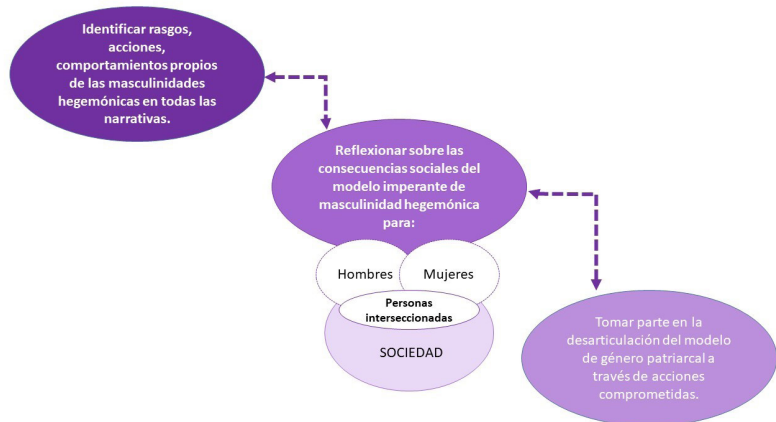 Identificar rasgos,
acciones,
comportamientos propios
de las masculinidades
hegemónicas en todas las
narrativas.
Reflexionar sobre las
consecuencias sociales del
modelo imperante de
masculinidad hegemónica
para:
Hombres
Mujeres
Personas
interseccionadas
SOCIEDAD
Tomar parte en la
desarticulación del modelo
de género patriarcal a
través de acciones
comprometidas.